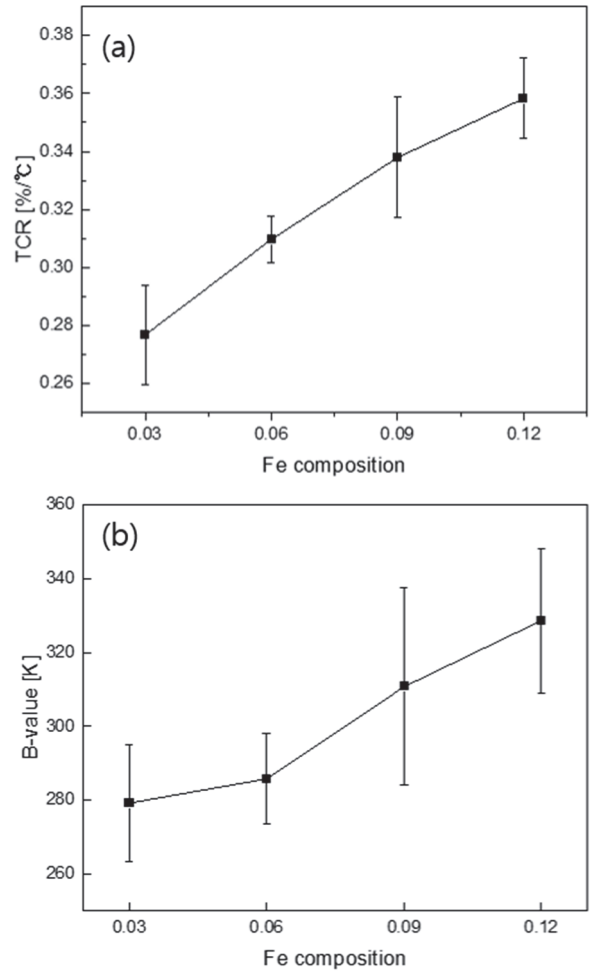 (a)
TCR [%/℃]
0.38
0.36
0.34
0.32
0.30
0.28
0.26
0.03 0.06 0.09 0.12
Fe composition
(b)
B-value [K]
360
340
320
300
280
260
0.03 0.06 0.09 0.12
Fe composition